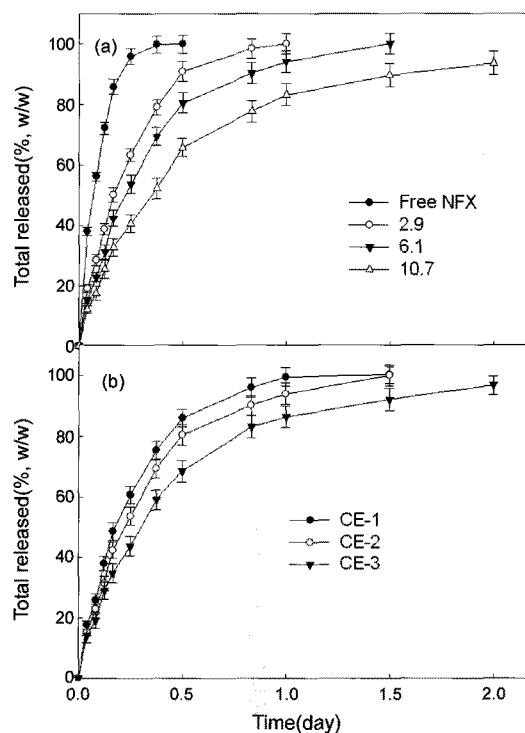 (a)
Total released(%, w/w)
100
80
60
40
20
0
Free NFX
2.9
6.1
10.7
(b)
Total released(%, w/w)
100
80
60
40
20
0
CE-1
CE-2
CE-3
0.0 0.5 1.0 1.5 2.0
Time(day)